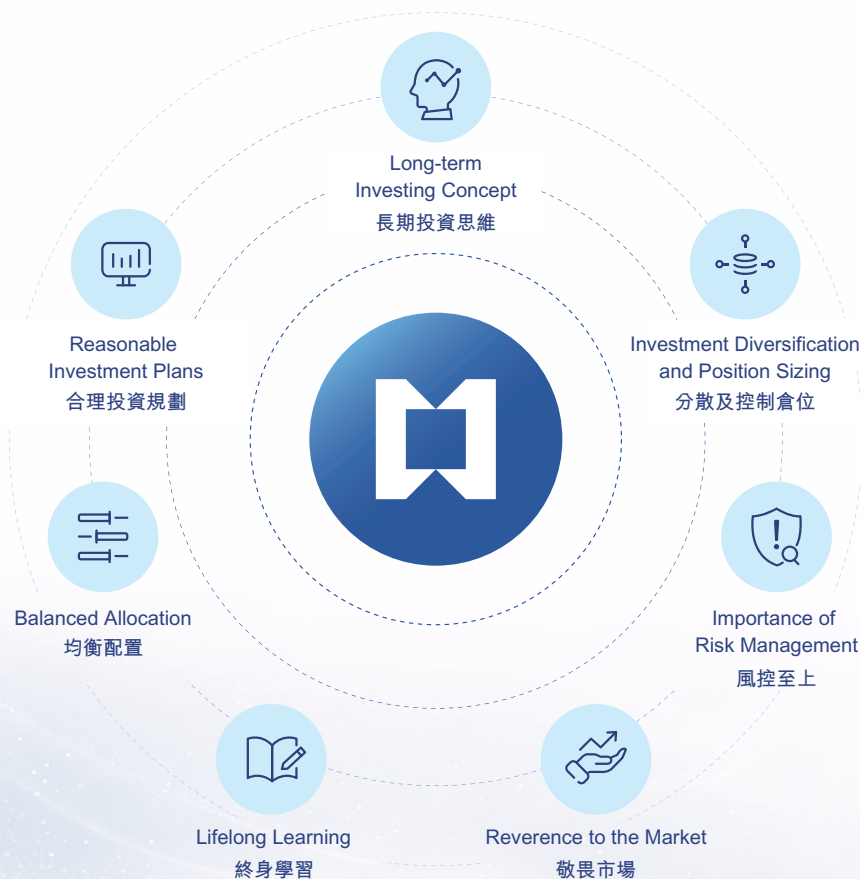 Long-term
Investing Concept
長期投資思維
Reasonable
Investment Plans
合理投資規劃
Investment Diversification
and Position Sizing
分散及控制倉位
Balanced Allocation
均衡配置
Importance of
Risk Management
風控至上
Lifelong Learning
終身學習
Reverence to the Market
敬畏市場